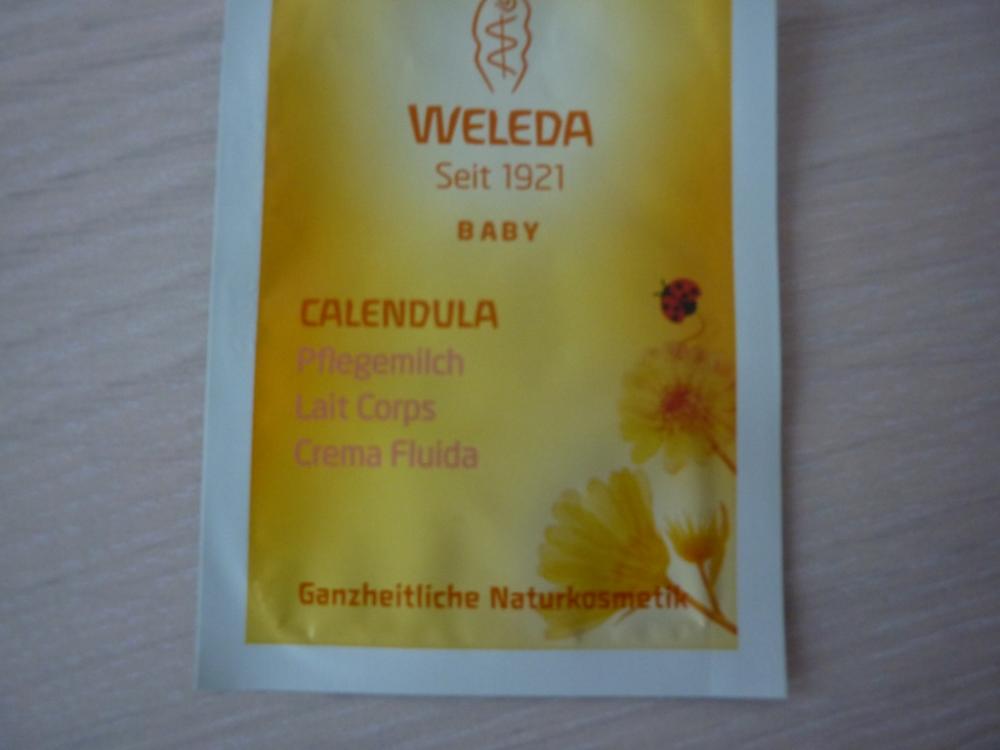 WELEDA
Seit 1921
BABY
CALENDULA
Pflegemilch
Lait Corps
Crema Fluida
Ganzheitliche Naturkosmetik